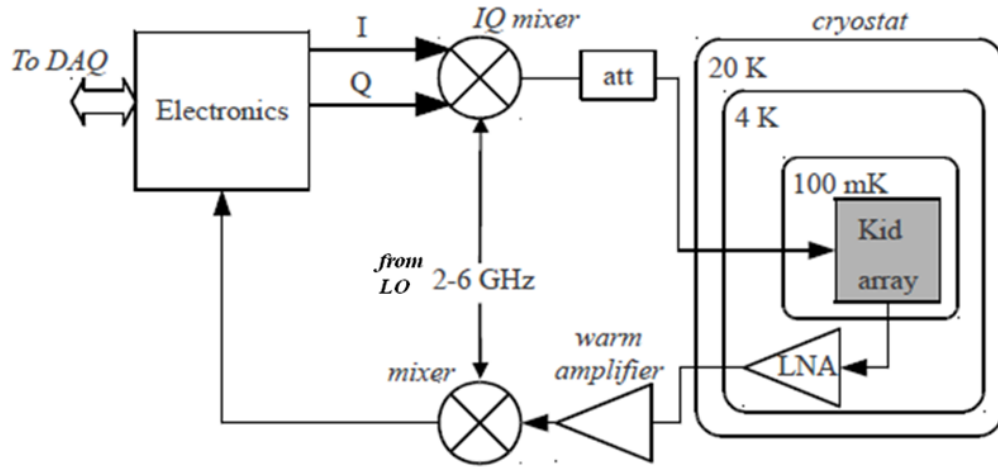 To DAQ
Electronics
I
Q
IQ mixer
att
cryostat
20 K
4 K
100 mK
Kid
array
from
LO
2-6 GHz
mixer
warm
amplifier
LNA